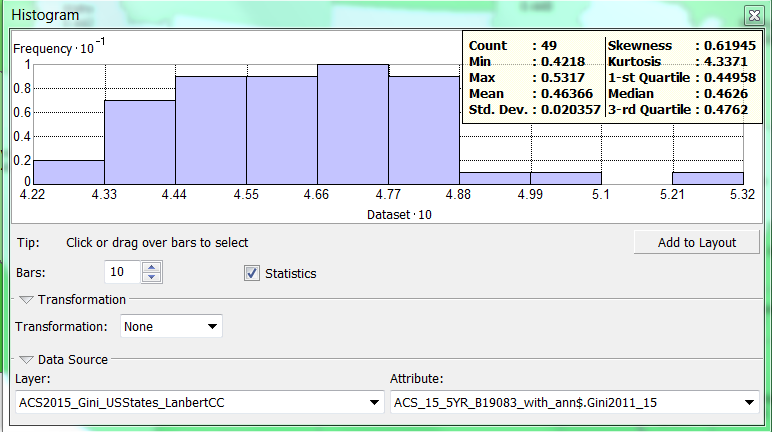 Histogram
Frequency · 10 -1
Count : 49 Skewness : 0.61945
Min : 0.4218 Kurtosis : 4.3371
Max : 0.5317 1-st Quartile : 0.44958
Mean : 0.46366 Median : 0.4626
Std. Dev. : 0.020357 3-rd Quartile : 0.4762
1
0.8
0.6
0.4
0.2
0
4.22 4.33 4.44 4.55 4.66 4.77 4.88 4.99 5.1 5.21 5.32
Dataset · 10
Tip: Click or drag over bars to select
Add to Layout
Bars: 10 Statistics
Transformation
Transformation: None
Data Source
Layer: Attribute:
ACS2015_Gini_USStates_LanbertCC ACS_15_5YR_B19083_with_ann$.Gini2011_15